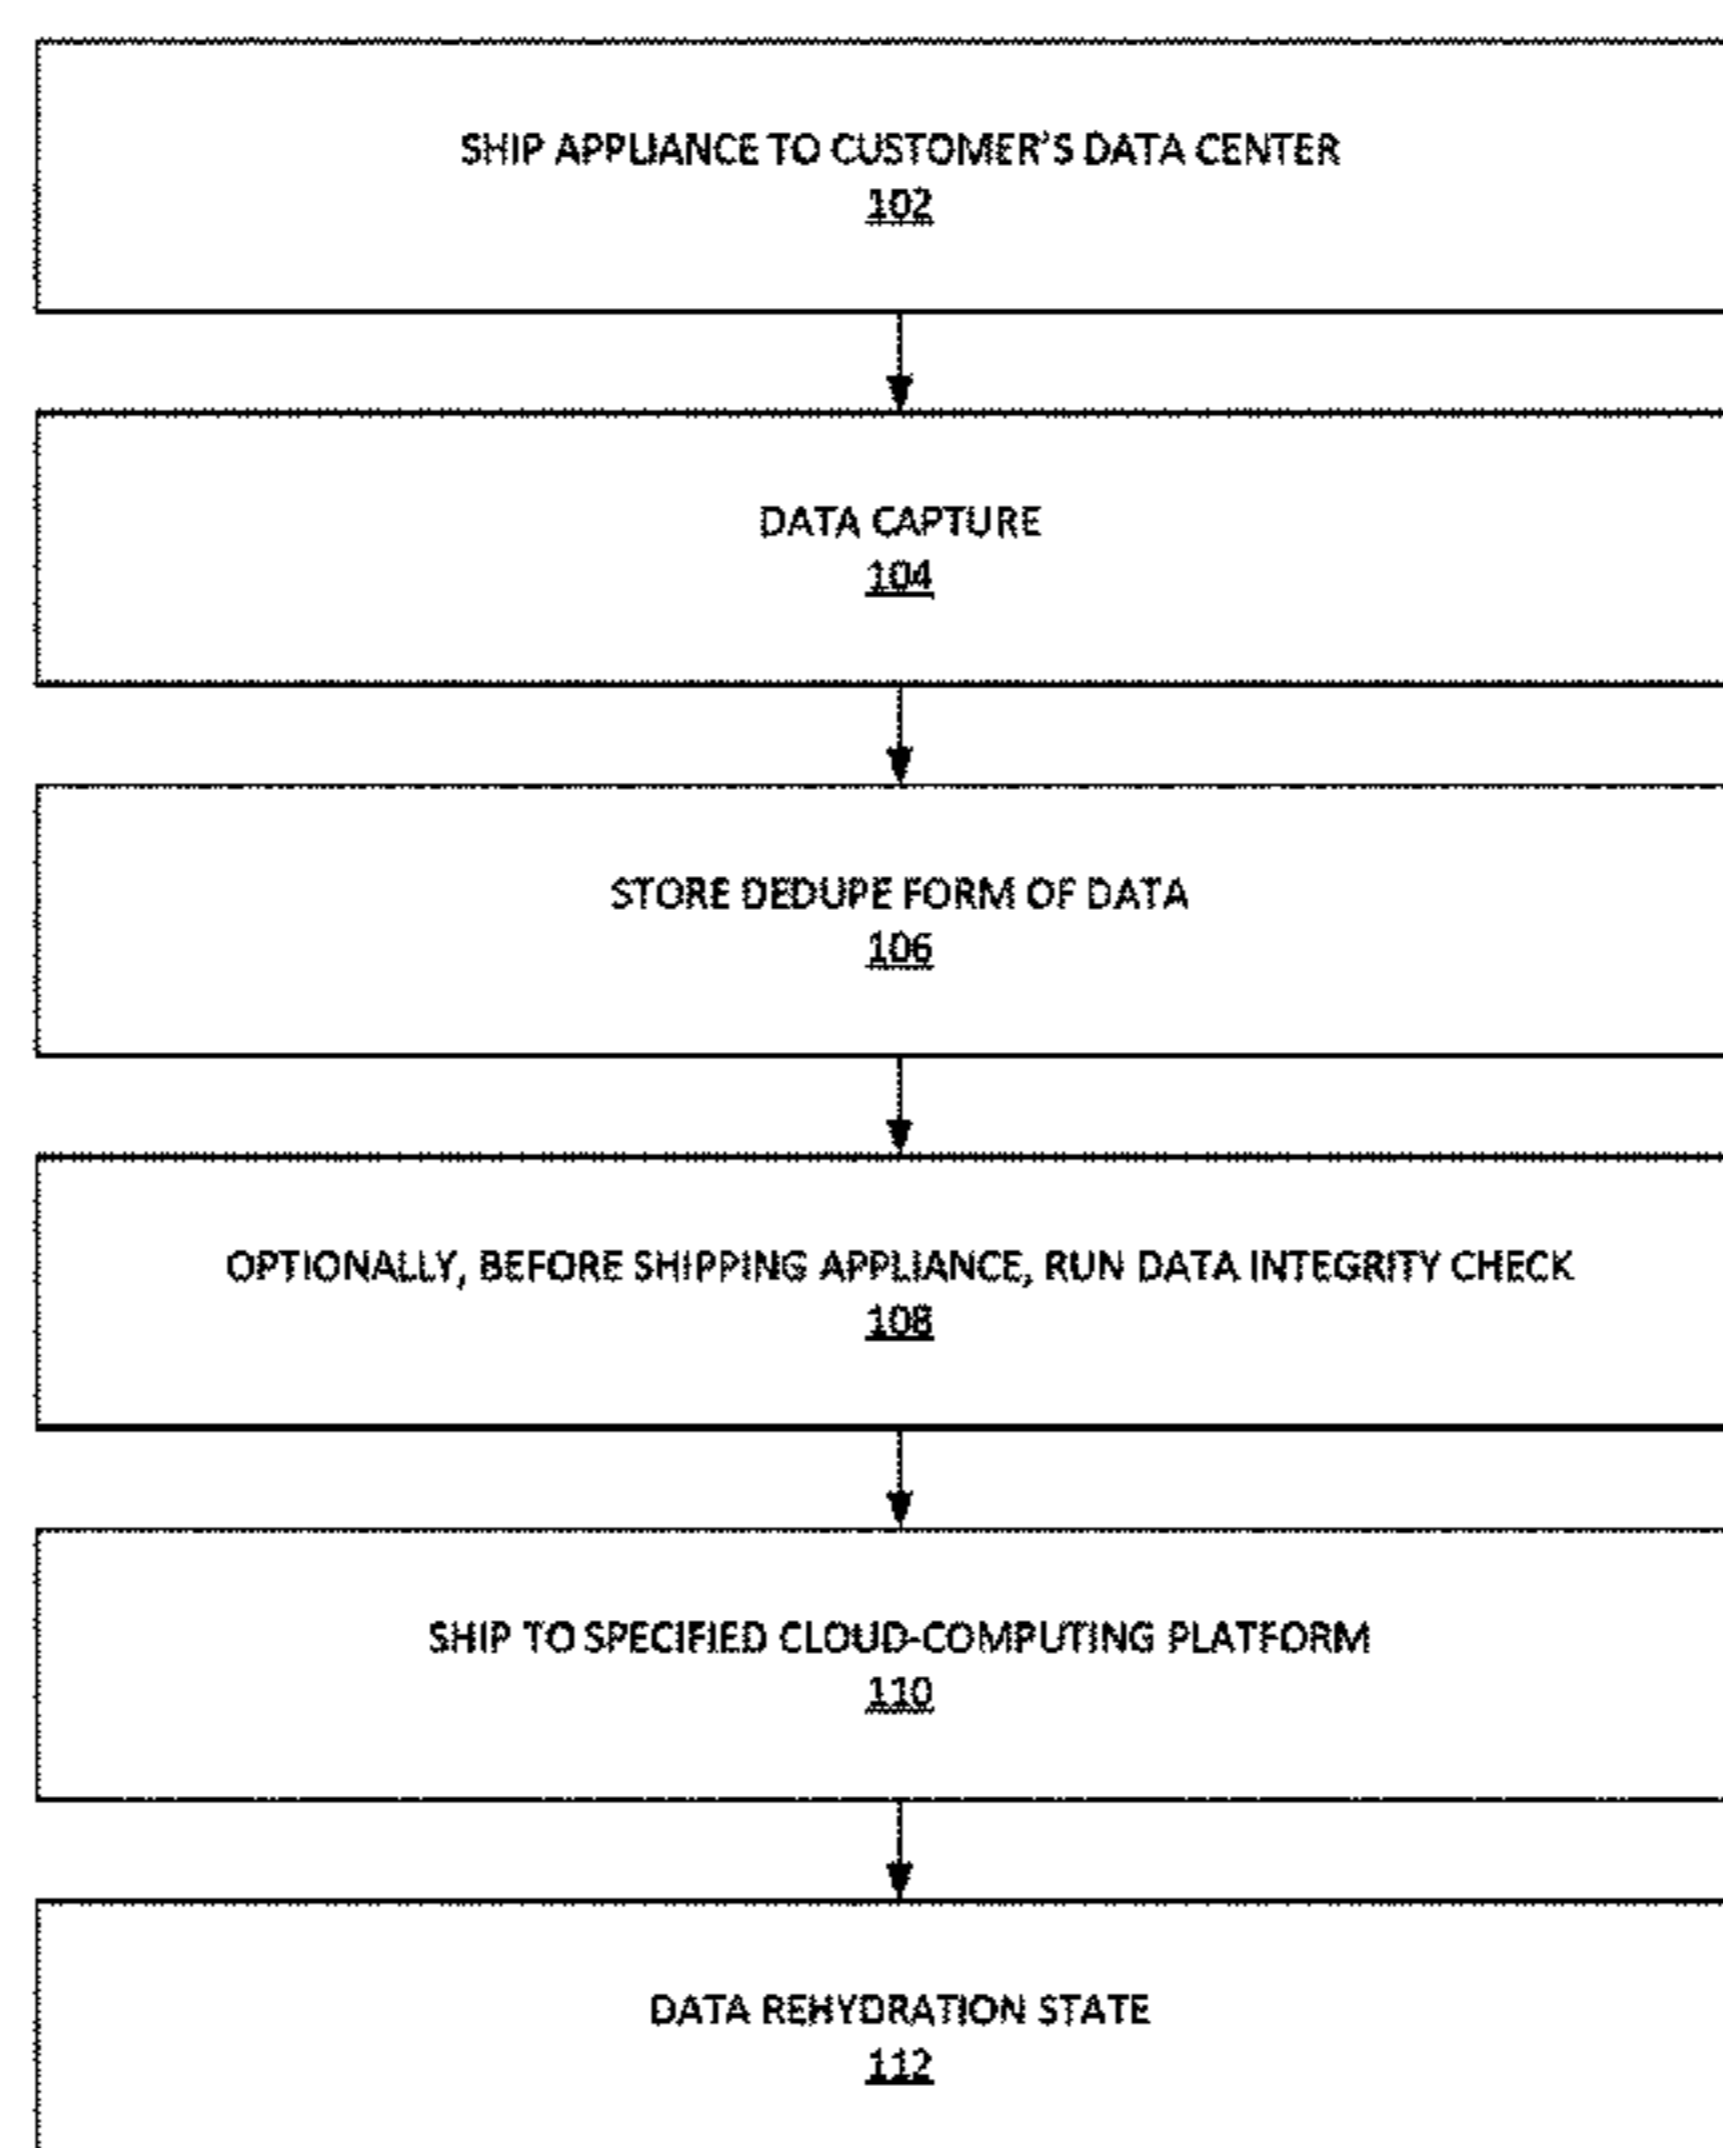 SHIP APPLIANCE TO CUSTOMER'S DATA CENTER
102
DATA CAPTURE
104
STORE DEDUPE FORM OF DATA
106
OPTIONALLY, BEFORE SHIPPING APPLIANCE, RUN DATA INTEGRITY CHECK
108
SHIP TO SPECIFIED CLOUD-COMPUTING PLATFORM
110
DATA REHYDRATION STATE
112